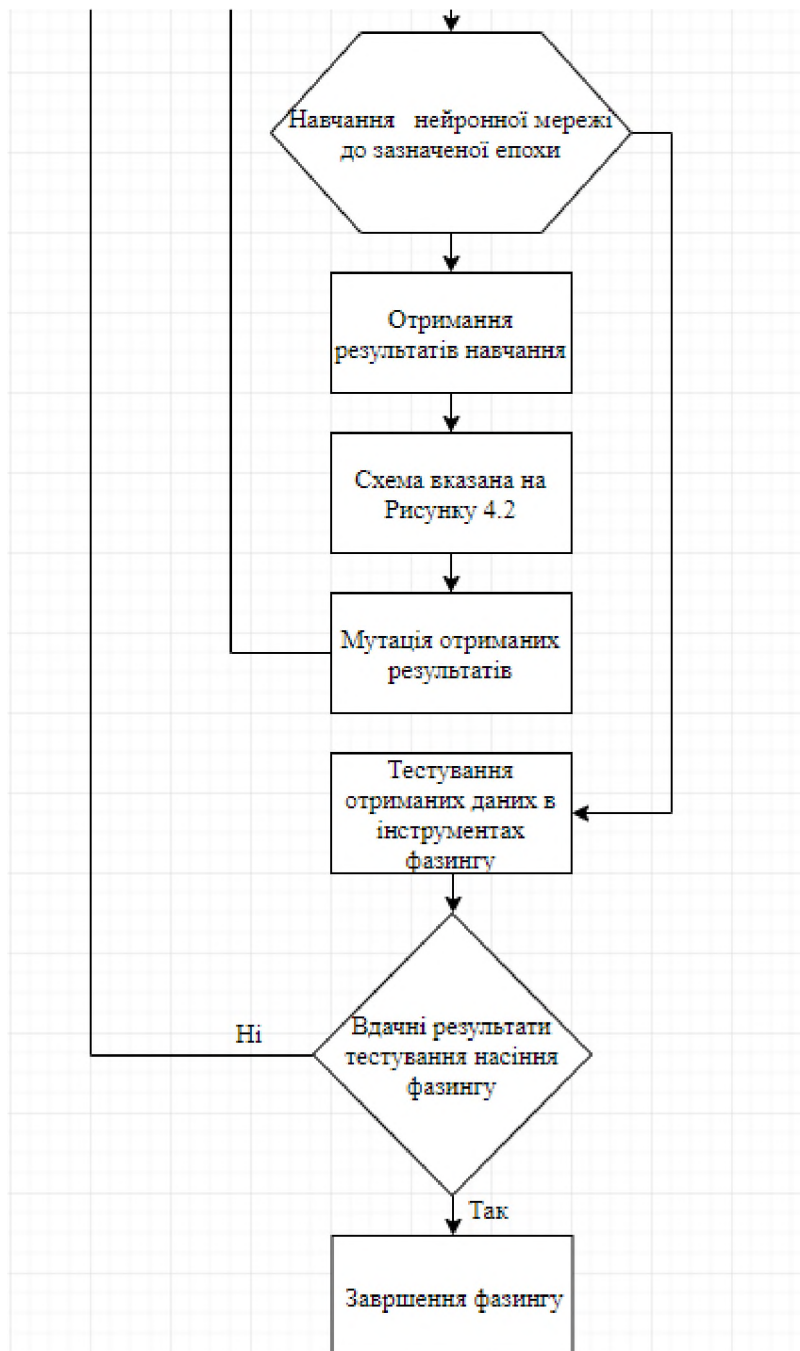 Навчання нейронної мережі
до зазначеної епохи
Отримання
результатів навчання
Схема вказана на
Рисунку 4.2
Мутація отриманих
результатів
Тестування
отриманих даних в
інструментах
фазингу
Вдачні результати
тестування насіння
фазингу
Ні
Так
Завршення фазингу